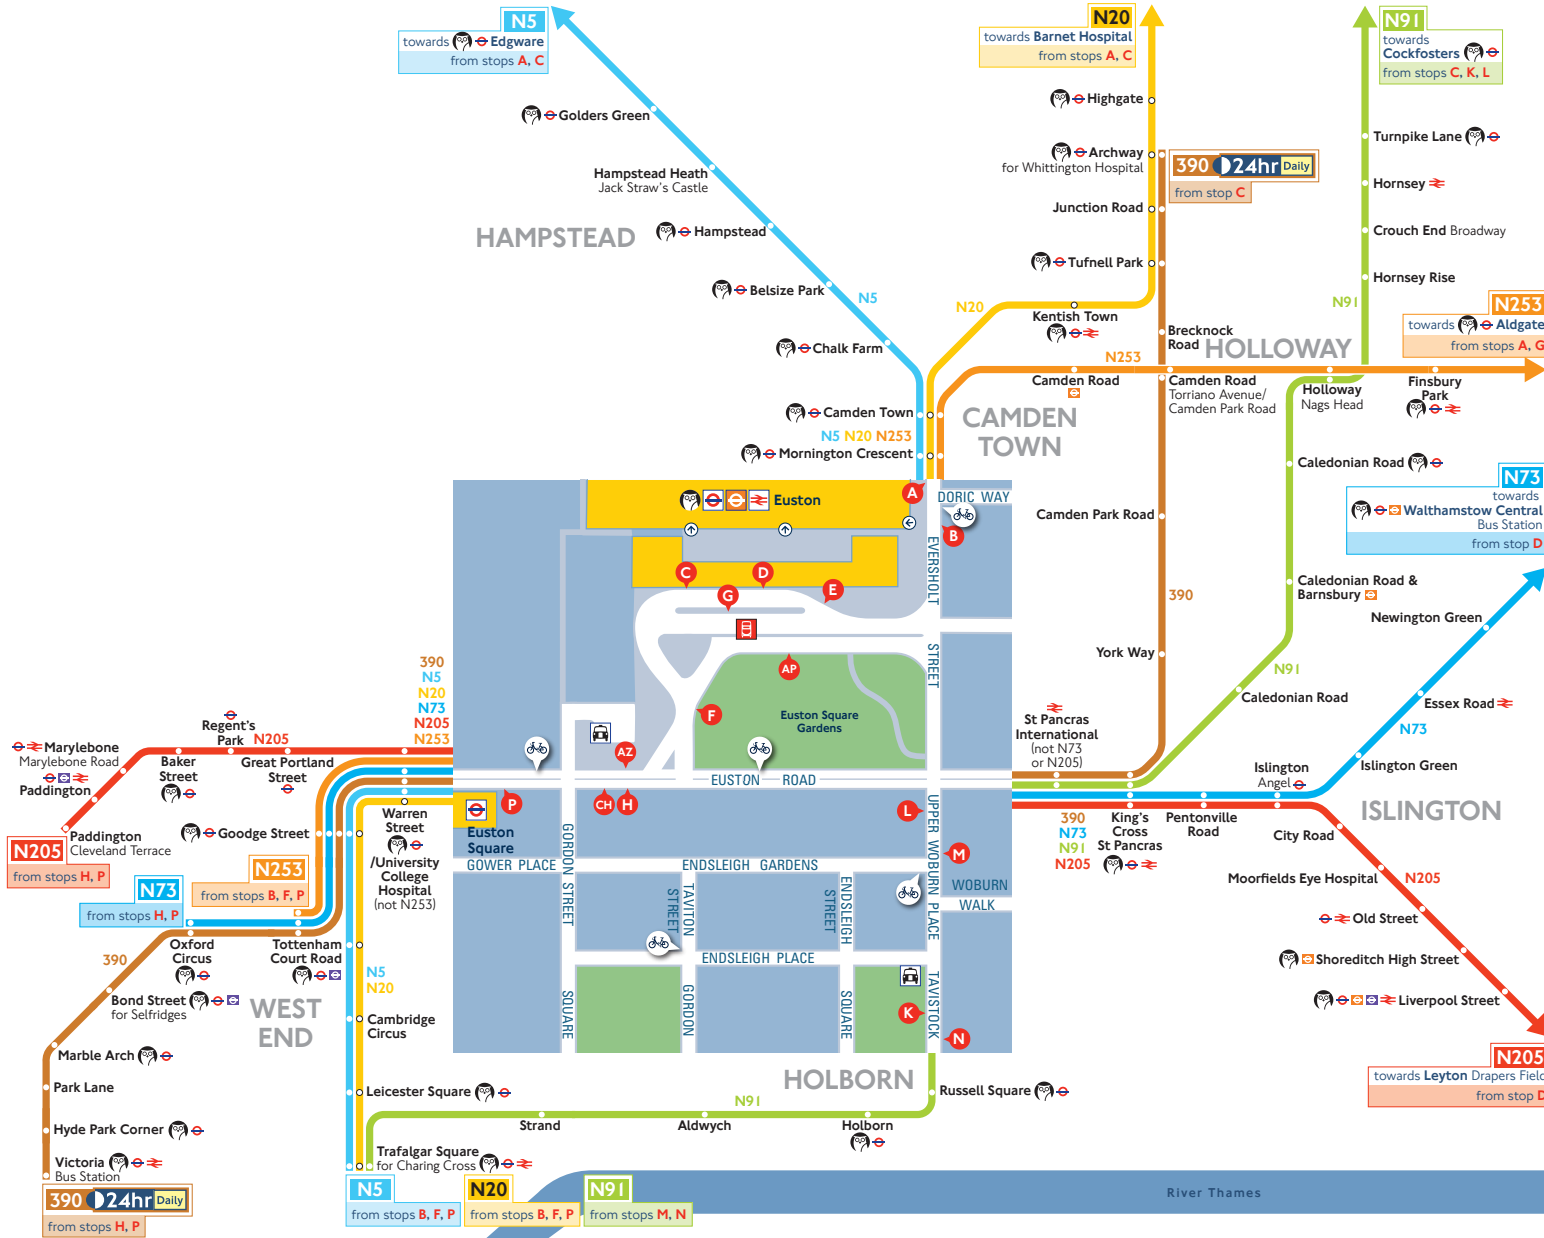 N5
towards Edgware
from stops A, C
N20
towards Barnet Hospital
from stops A, C
N91
towards
Cockfosters
from stops C, K, L
Golders Green
Hampstead Heath
Jack Straw's Castle
HAMPSTEAD
Hampstead
Belsize Park
N5
Chalk Farm
Camden Town
N5 N20 N253
Mornington Crescent
Highgate
Archway
for Whittington Hospital
390 24hr Daily
from stop C
Junction Road
Tufnell Park
N20
Kentish Town
Brecknock
Road
HOLLOWAY
N253
Camden Road
Camden Road
Torriano Avenue/
Camden Park Road
CAMDEN
TOWN
Turnpike Lane
Hornsey
Crouch End Broadway
Hornsey Rise
N91
N253
towards Aldgate
from stops A, G
Holloway
Nags Head
Finsbury
Park
Caledonian Road
N73
towards
Walthamstow Central
Bus Station
from stop D
Camden Park Road
Caledonian Road &
Barnsbury
390
Newington Green
York Way
N91
Caledonian Road
Essex Road
N73
Islington Green
St Pancras
International
(not N73
or N205)
Islington
Angel
ISLINGTON
390
N73
N91
N205
King's
Cross
St Pancras
Pentonville
Road
City Road
Moorfields Eye Hospital
N205
Old Street
Shoreditch High Street
Liverpool Street
N205
towards Leyton Drapers Field
from stop D
Euston
A
DORIC WAY
B
EVERSHOLT
STREET
C
D
E
G
AP
F
Euston Square
Gardens
AZ
EUSTON ROAD
P
CH
H
L
Euston
Square
GOWER PLACE
ENDSLEIGH GARDENS
M
UPPER WOBURN PLACE
WOBURN
WALK
GORDON STREET
TAVITON
STREET
ENDSLEIGH
STREET
ENDSLEIGH PLACE
SQUARE
GORDON
SQUARE
TAVISTOCK
K
N
390
N5
N20
N73
N205
N253
Regent's
Park
N205
Marylebone
Marylebone Road
Paddington
Baker
Street
Great Portland
Street
Paddington
Cleveland Terrace
N205
from stops H, P
Goodge Street
Warren
Street
/University
College
Hospital
(not N253)
N253
from stops B, F, P
N73
from stops H, P
Oxford
Circus
Tottenham
Court Road
390
Bond Street
for Selfridges
WEST
END
N5
N20
Cambridge
Circus
Marble Arch
Park Lane
Hyde Park Corner
Victoria
Bus Station
390 24hr Daily
from stops H, P
Leicester Square
HOLBORN
N91
Strand
Aldwych
Holborn
Russell Square
Trafalgar Square
for Charing Cross
N5
from stops B, F, P
N20
from stops B, F, P
N91
from stops M, N
River Thames